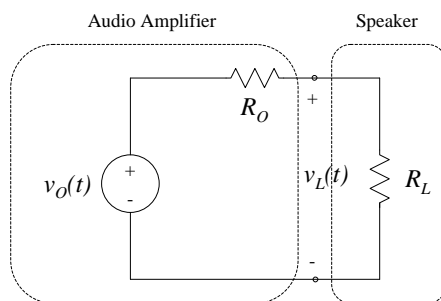 Audio Amplifier Speaker
R_O
+
+
v_O(t)
-
v_L(t)
R_L
-